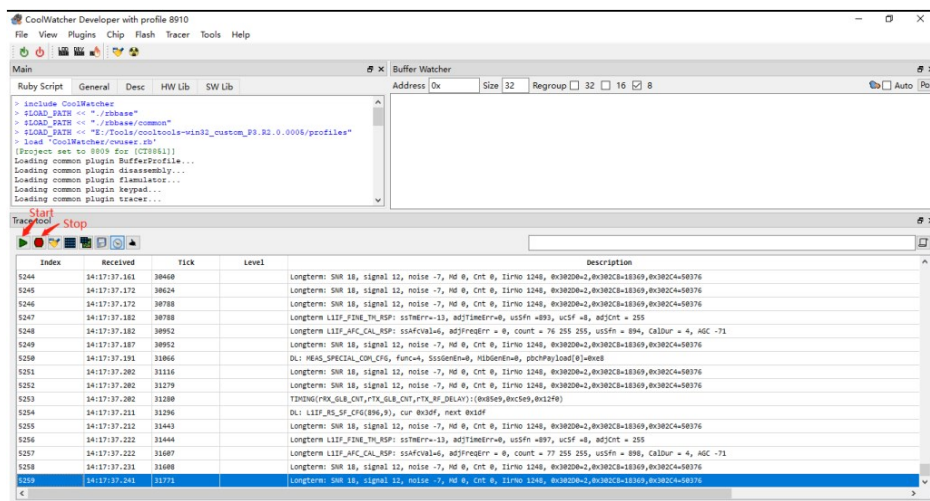 CoolWatcher Developer with profile 8910
File View Plugins Chip Flash Tracer Tools Help
Main
Buffer Watcher
Ruby Script General Desc HW Lib SW Lib
Address 0x Size 32 Regroup 32 16 8 Auto Po
> include CoolWatcher
> $LOAD_PATH << "./rbbase"
> $LOAD_PATH << "./rbbase/common"
> $LOAD_PATH << "E:/Tools/cooltools-win32_custom_P3.R2.0.0005/profiles"
> load 'CoolWatcher/cwuser.rb'
[Project set to 8809 for [CT8851]]
Loading common plugin BufferProfile...
Loading common plugin disassembly...
Loading common plugin flamulator...
Loading common plugin keypad...
Loading common plugin tracer...
Start
Trace tool
Stop
Index Received Tick Level Description
5244 14:17:37.161 30460 Longterm: SNR 18, signal 12, noise -7, Md 0, Cnt 0, IirNo 1248, 0x302D0=2,0x302C8=18369,0x302C4=50376
5245 14:17:37.172 30624 Longterm: SNR 18, signal 12, noise -7, Md 0, Cnt 0, IirNo 1248, 0x302D0=2,0x302C8=18369,0x302C4=50376
5246 14:17:37.172 30788 Longterm: SNR 18, signal 12, noise -7, Md 0, Cnt 0, IirNo 1248, 0x302D0=2,0x302C8=18369,0x302C4=50376
5247 14:17:37.182 30788 Longterm L1IF_FINE_TM_RSP: ssTmErr=-13, adjTimeErr=0, usSfn =893, ucSf =8, adjCnt = 255
5248 14:17:37.182 30952 Longterm L1IF_AFC_CAL_RSP: ssAfcVal=6, adjFreqErr = 0, count = 76 255 255, usSfn = 894, CalDur = 4, AGC -71
5249 14:17:37.187 30952 Longterm: SNR 18, signal 12, noise -7, Md 0, Cnt 0, IirNo 1248, 0x302D0=2,0x302C8=18369,0x302C4=50376
5250 14:17:37.191 31066 DL: MEAS_SPECIAL_COM_CFG, func=4, SssGenEn=0, MibGenEn=0, pbchPayload[0]=0xe8
5251 14:17:37.202 31116 Longterm: SNR 18, signal 12, noise -7, Md 0, Cnt 0, IirNo 1248, 0x302D0=2,0x302C8=18369,0x302C4=50376
5252 14:17:37.202 31279 Longterm: SNR 18, signal 12, noise -7, Md 0, Cnt 0, IirNo 1248, 0x302D0=2,0x302C8=18369,0x302C4=50376
5253 14:17:37.202 31280 TIMING(rRX_GLB_CNT,rTX_GLB_CNT,rTX_RF_DELAY):(0x85e9,0xc5e9,0x12f0)
5254 14:17:37.211 31296 DL: L1IF_RS_SF_CFG(896,9), cur 0x3df, next 0x1df
5255 14:17:37.212 31443 Longterm: SNR 18, signal 12, noise -7, Md 0, Cnt 0, IirNo 1248, 0x302D0=2,0x302C8=18369,0x302C4=50376
5256 14:17:37.222 31444 Longterm L1IF_FINE_TM_RSP: ssTmErr=-13, adjTimeErr=0, usSfn =897, ucSf =8, adjCnt = 255
5257 14:17:37.222 31607 Longterm L1IF_AFC_CAL_RSP: ssAfcVal=6, adjFreqErr = 0, count = 77 255 255, usSfn = 898, CalDur = 4, AGC -71
5258 14:17:37.231 31608 Longterm: SNR 18, signal 12, noise -7, Md 0, Cnt 0, IirNo 1248, 0x302D0=2,0x302C8=18369,0x302C4=50376
5259 14:17:37.241 31771 Longterm: SNR 18, signal 12, noise -7, Md 0, Cnt 0, IirNo 1248, 0x302D0=2,0x302C8=18369,0x302C4=50376